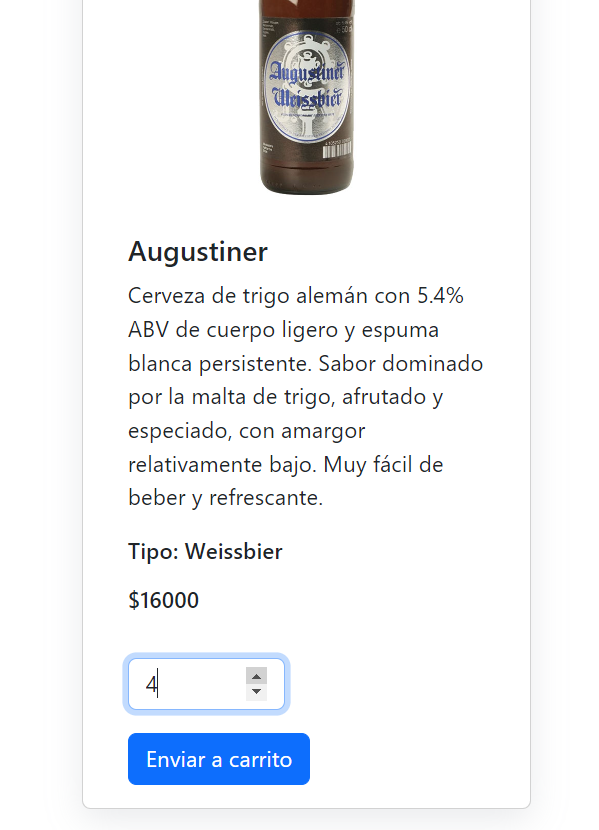 50 cl
Augustiner
Weissbier
Augustiner
Cerveza de trigo alemán con 5.4%
ABV de cuerpo ligero y espuma
blanca persistente. Sabor dominado
por la malta de trigo, afrutado y
especiado, con amargor
relativamente bajo. Muy fácil de
beber y refrescante.
Tipo: Weissbier
$16000
4
Enviar a carrito